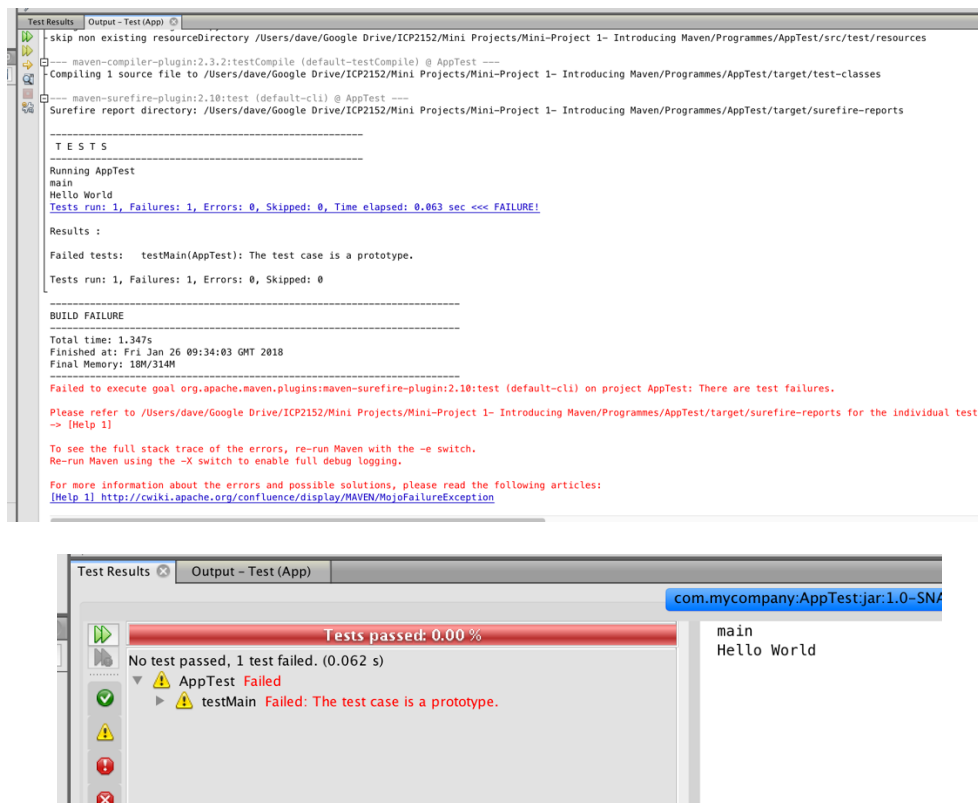 Test Results Output - Test (App)
skip non existing resourceDirectory /Users/dave/Google Drive/ICP2152/Mini Projects/Mini-Project 1- Introducing Maven/Programmes/AppTest/src/test/resources
--- maven-compiler-plugin:2.3.2:testCompile (default-testCompile) @ AppTest ---
Compiling 1 source file to /Users/dave/Google Drive/ICP2152/Mini Projects/Mini-Project 1- Introducing Maven/Programmes/AppTest/target/test-classes
--- maven-surefire-plugin:2.10:test (default-cli) @ AppTest ---
Surefire report directory: /Users/dave/Google Drive/ICP2152/Mini Projects/Mini-Project 1- Introducing Maven/Programmes/AppTest/target/surefire-reports
-------------------------------------------------------
T E S T S
-------------------------------------------------------
Running AppTest
main
Hello World
Tests run: 1, Failures: 1, Errors: 0, Skipped: 0, Time elapsed: 0.063 sec <<< FAILURE!
Results :
Failed tests:   testMain(AppTest): The test case is a prototype.
Tests run: 1, Failures: 1, Errors: 0, Skipped: 0
------------------------------------------------------------------------
BUILD FAILURE
------------------------------------------------------------------------
Total time: 1.347s
Finished at: Fri Jan 26 09:34:03 GMT 2018
Final Memory: 18M/314M
------------------------------------------------------------------------
Failed to execute goal org.apache.maven.plugins:maven-surefire-plugin:2.10:test (default-cli) on project AppTest: There are test failures.
Please refer to /Users/dave/Google Drive/ICP2152/Mini Projects/Mini-Project 1- Introducing Maven/Programmes/AppTest/target/surefire-reports for the individual test
-> [Help 1]
To see the full stack trace of the errors, re-run Maven with the -e switch.
Re-run Maven using the -X switch to enable full debug logging.
For more information about the errors and possible solutions, please read the following articles:
[Help 1] http://cwiki.apache.org/confluence/display/MAVEN/MojoFailureException
Test Results Output - Test (App)
com.mycompany:AppTest:jar:1.0-SNA
Tests passed: 0.00 %
No test passed, 1 test failed. (0.062 s)
AppTest Failed
testMain Failed: The test case is a prototype.
main
Hello World